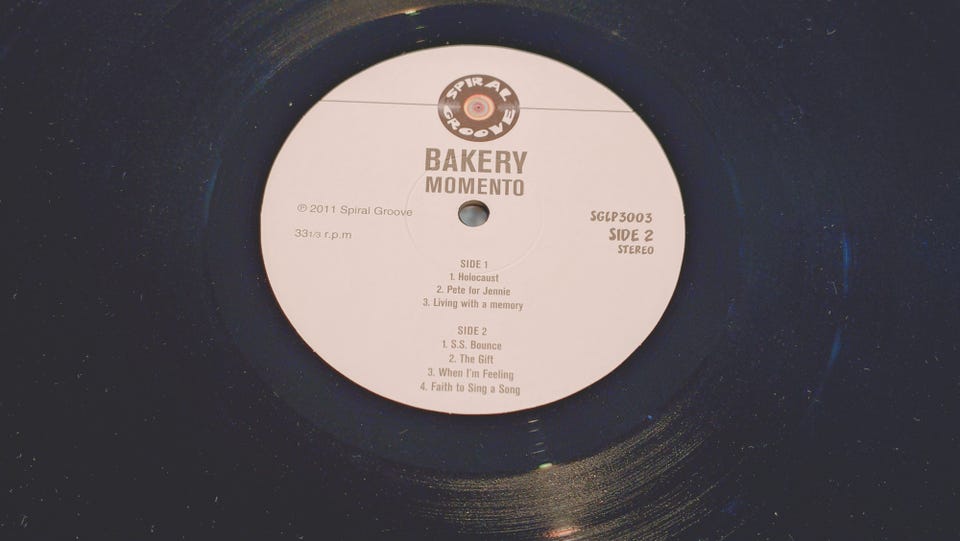 SPIRAL
GROOVE
BAKERY
MOMENTO
℗ 2011 Spiral Groove
33 1/3 r.p.m
SGLP3003
SIDE 2
STEREO
SIDE 1
1. Holocaust
2. Pete for Jennie
3. Living with a memory
SIDE 2
1. S.S. Bounce
2. The Gift
3. When I'm Feeling
4. Faith to Sing a Song